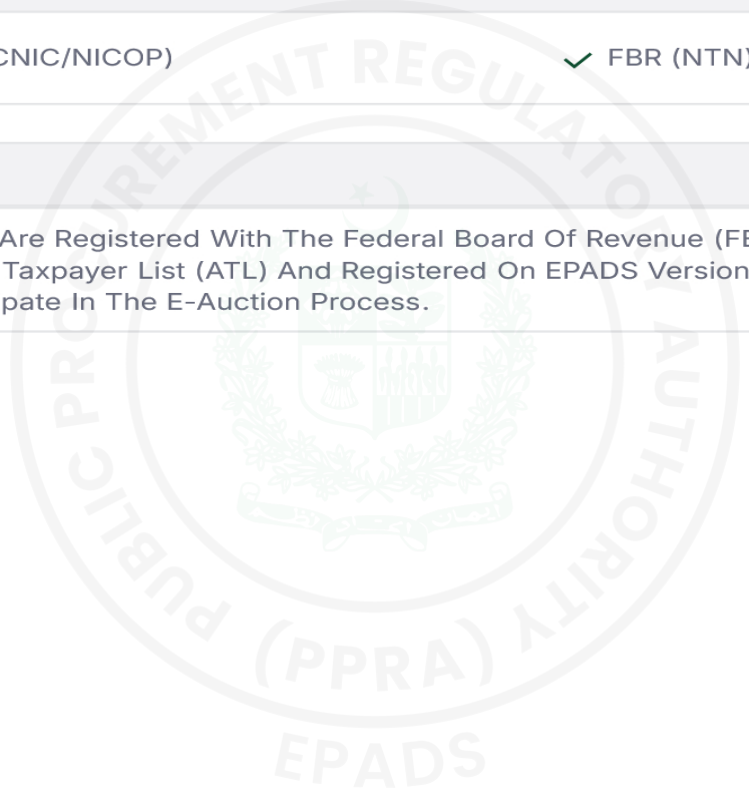 CNIC/NICOP)
FBR (NTN)
Are Registered With The Federal Board Of Revenue (FB
Taxpayer List (ATL) And Registered On EPADS Version
pate In The E-Auction Process.
PUBLIC PROCUREMENT REGULATORY AUTHORITY
(PPRA)
EPADS